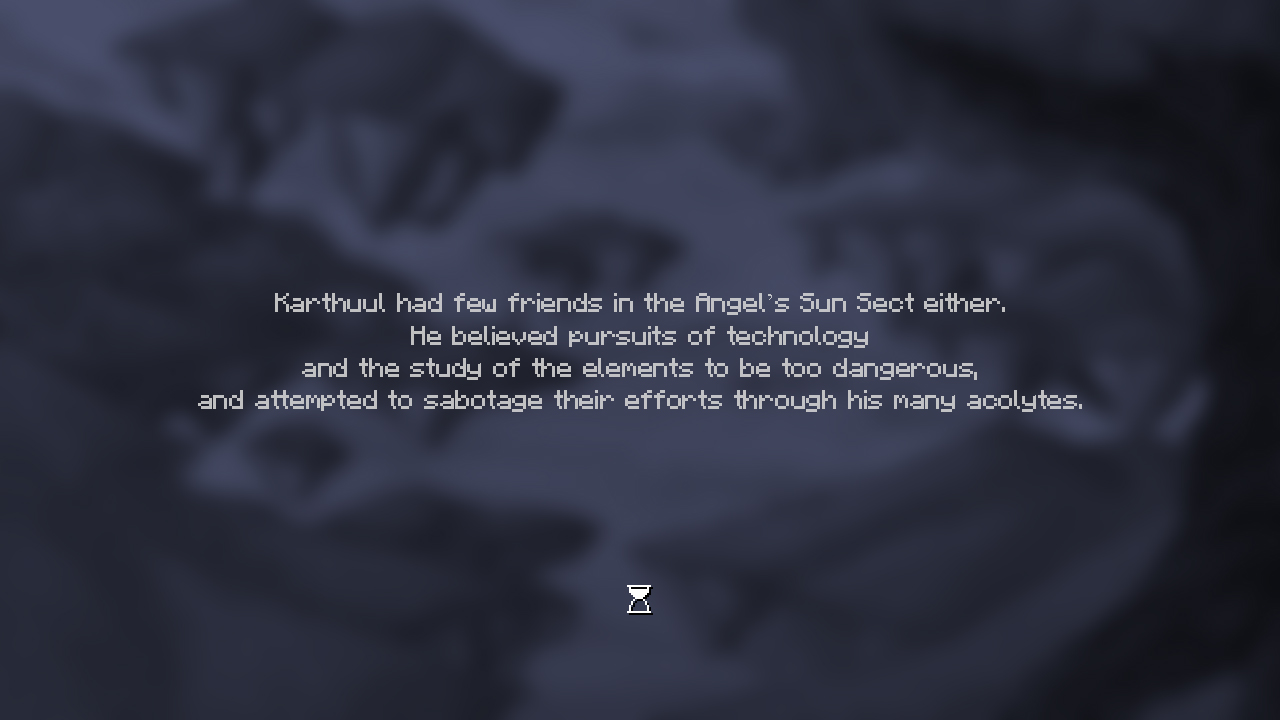 Karthuul had few friends in the Angel's Sun Sect either.
He believed pursuits of technology
and the study of the elements to be too dangerous,
and attempted to sabotage their efforts through his many acolytes.